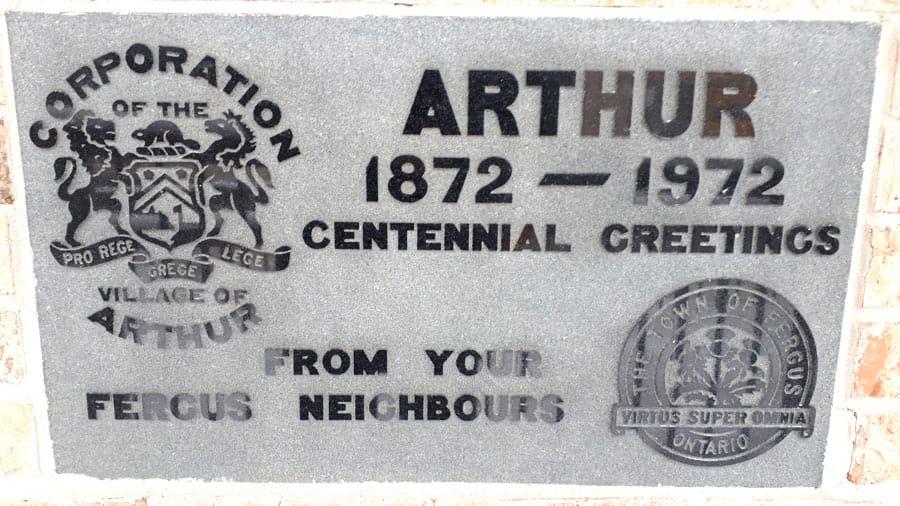 CORPORATION
OF THE
PRO REGE
GREGE
LEGE
VILLAGE OF
ARTHUR
ARTHUR
1872 — 1972
CENTENNIAL GREETINGS
FROM YOUR
FERGUS NEIGHBOURS
THE TOWN OF FERGUS
VIRTUS SUPER OMNIA
ONTARIO